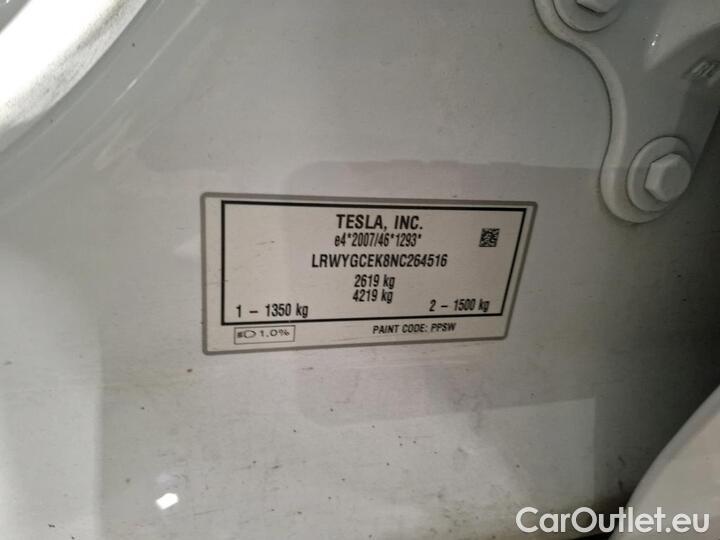 TESLA, INC.
e4*2007/46*1293*
LRWYGCEK8NC264516
2619 kg
4219 kg
1 – 1350 kg 2 – 1500 kg
1.0% PAINT CODE: PPSW
CarOutlet.eu